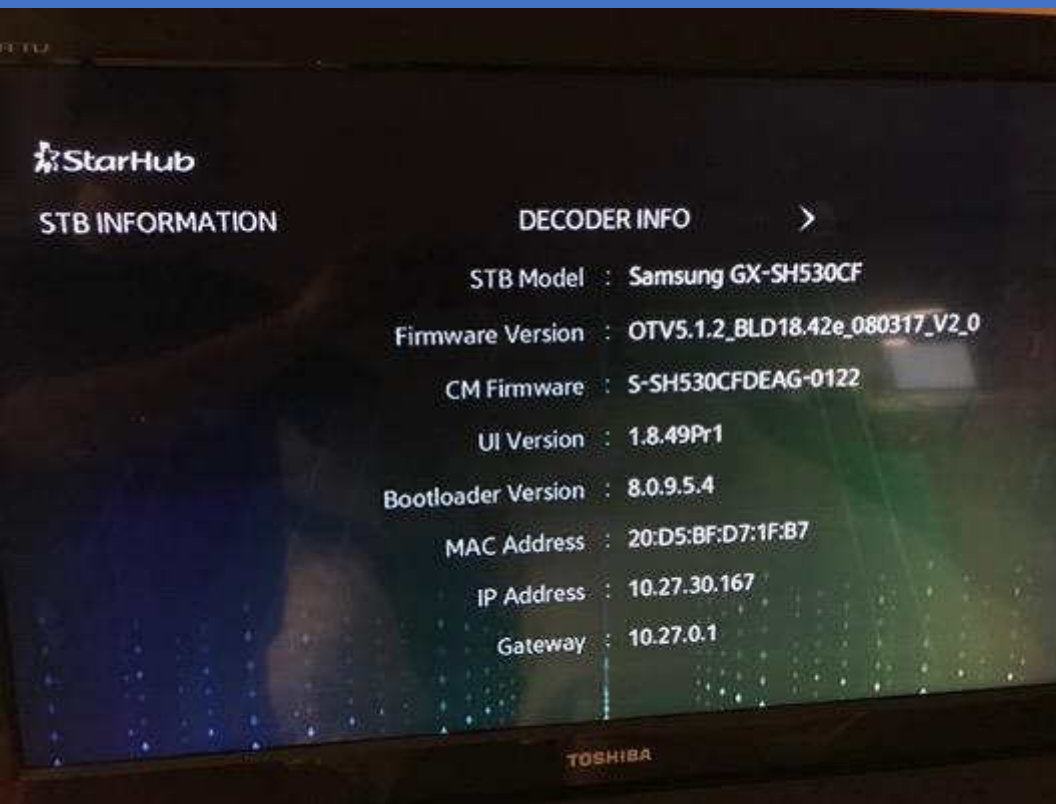 StarHub
STB INFORMATION
DECODER INFO >
STB Model : Samsung GX-SH530CF
Firmware Version : OTV5.1.2_BLD18.42e_080317_V2_0
CM Firmware : S-SH530CFDEAG-0122
UI Version : 1.8.49Pr1
Bootloader Version : 8.0.9.5.4
MAC Address : 20:D5:BF:D7:1F:B7
IP Address : 10.27.30.167
Gateway : 10.27.0.1
TOSHIBA